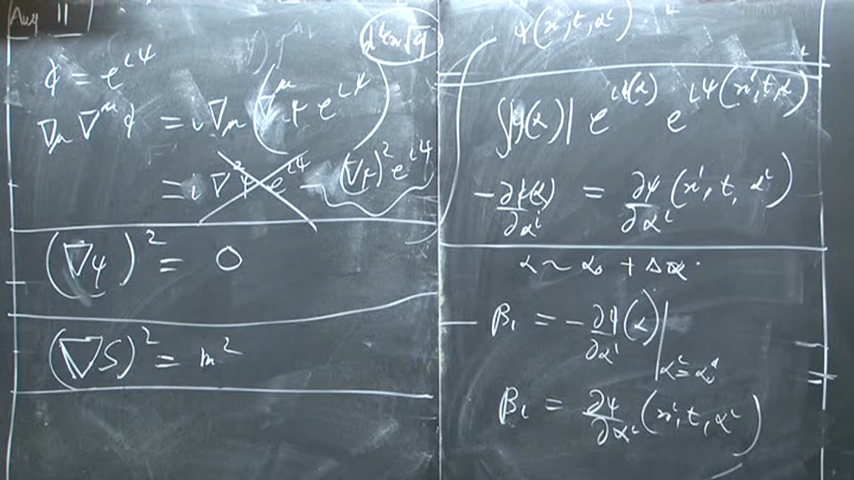 Aug 11
ϕ = e^{iψ}
∇_μ ∇^μ ϕ = i ∇_μ (∇^μ ψ e^{iψ})
= i ∇²ψ e^{iψ} − (∇ψ)² e^{iψ}
(∇ψ)² = 0
(∇S)² = m²
ψ(x^i, t, α^i)
∫|g(α)| e^{if(α)} e^{iψ(x^i, t, α)}
−∂f(α)/∂α^i = ∂ψ/∂α^i (x^i, t, α^i)
α ~ α₀ + Δα
β_i = −∂f/∂α^i (α)|_{α^i = α₀^i}
β_i = ∂ψ/∂α^i (x^i, t, α^i)